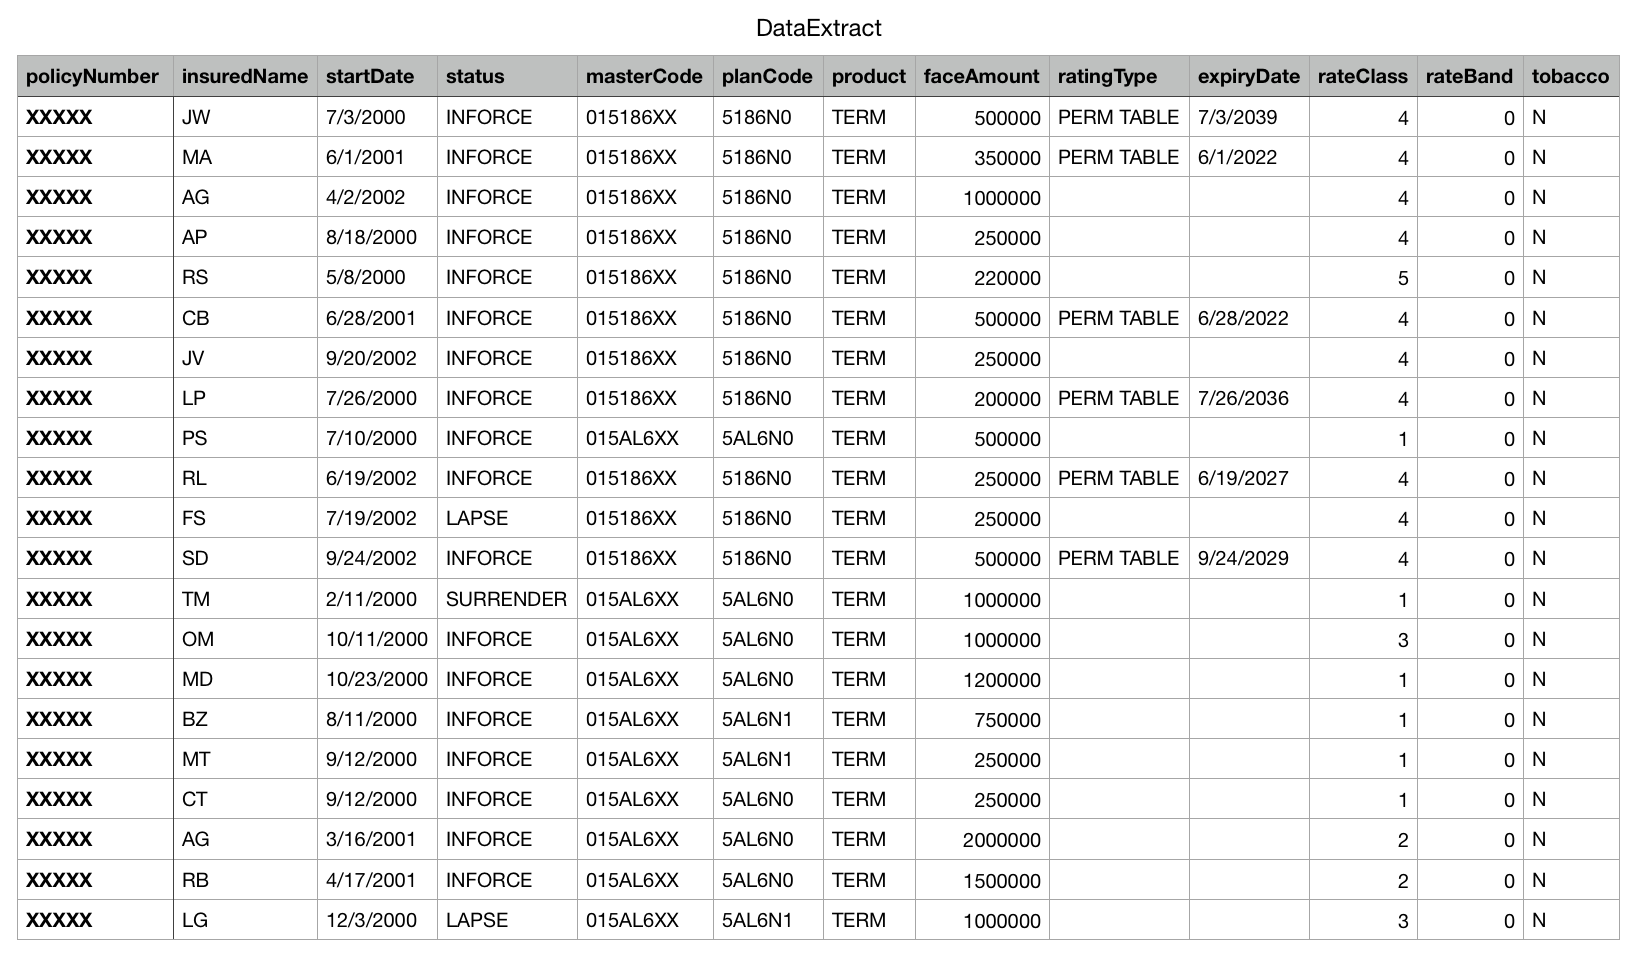 DataExtract
policyNumber insuredName startDate status masterCode planCode product faceAmount ratingType expiryDate rateClass rateBand tobacco
XXXXX JW 7/3/2000 INFORCE 015186XX 5186N0 TERM 500000 PERM TABLE 7/3/2039 4 0 N
XXXXX MA 6/1/2001 INFORCE 015186XX 5186N0 TERM 350000 PERM TABLE 6/1/2022 4 0 N
XXXXX AG 4/2/2002 INFORCE 015186XX 5186N0 TERM 1000000 4 0 N
XXXXX AP 8/18/2000 INFORCE 015186XX 5186N0 TERM 250000 4 0 N
XXXXX RS 5/8/2000 INFORCE 015186XX 5186N0 TERM 220000 5 0 N
XXXXX CB 6/28/2001 INFORCE 015186XX 5186N0 TERM 500000 PERM TABLE 6/28/2022 4 0 N
XXXXX JV 9/20/2002 INFORCE 015186XX 5186N0 TERM 250000 4 0 N
XXXXX LP 7/26/2000 INFORCE 015186XX 5186N0 TERM 200000 PERM TABLE 7/26/2036 4 0 N
XXXXX PS 7/10/2000 INFORCE 015AL6XX 5AL6N0 TERM 500000 1 0 N
XXXXX RL 6/19/2002 INFORCE 015186XX 5186N0 TERM 250000 PERM TABLE 6/19/2027 4 0 N
XXXXX FS 7/19/2002 LAPSE 015186XX 5186N0 TERM 250000 4 0 N
XXXXX SD 9/24/2002 INFORCE 015186XX 5186N0 TERM 500000 PERM TABLE 9/24/2029 4 0 N
XXXXX TM 2/11/2000 SURRENDER 015AL6XX 5AL6N0 TERM 1000000 1 0 N
XXXXX OM 10/11/2000 INFORCE 015AL6XX 5AL6N0 TERM 1000000 3 0 N
XXXXX MD 10/23/2000 INFORCE 015AL6XX 5AL6N0 TERM 1200000 1 0 N
XXXXX BZ 8/11/2000 INFORCE 015AL6XX 5AL6N1 TERM 750000 1 0 N
XXXXX MT 9/12/2000 INFORCE 015AL6XX 5AL6N1 TERM 250000 1 0 N
XXXXX CT 9/12/2000 INFORCE 015AL6XX 5AL6N0 TERM 250000 1 0 N
XXXXX AG 3/16/2001 INFORCE 015AL6XX 5AL6N0 TERM 2000000 2 0 N
XXXXX RB 4/17/2001 INFORCE 015AL6XX 5AL6N0 TERM 1500000 2 0 N
XXXXX LG 12/3/2000 LAPSE 015AL6XX 5AL6N1 TERM 1000000 3 0 N